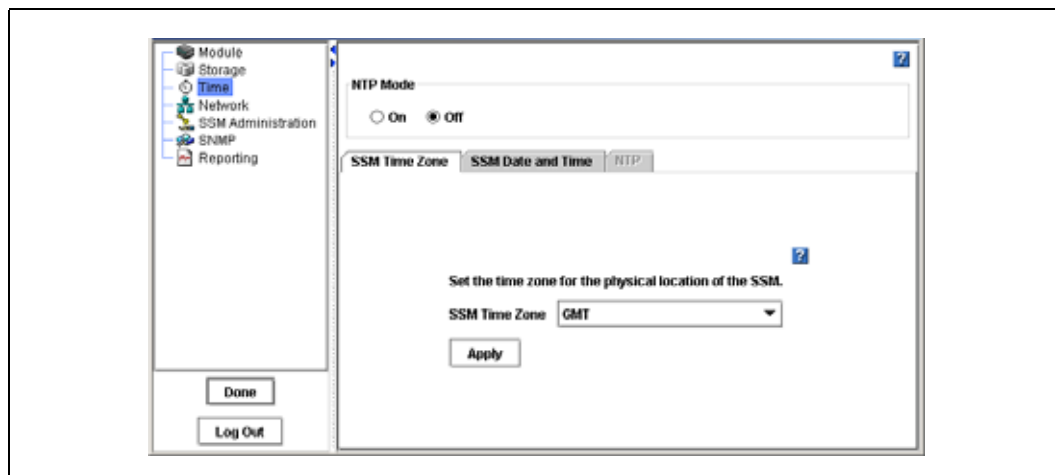 Module
Storage
Time
Network
SSM Administration
SNMP
Reporting
Done
Log Out
?
NTP Mode
On Off
SSM Time Zone SSM Date and Time NTP
?
Set the time zone for the physical location of the SSM.
SSM Time Zone GMT
Apply